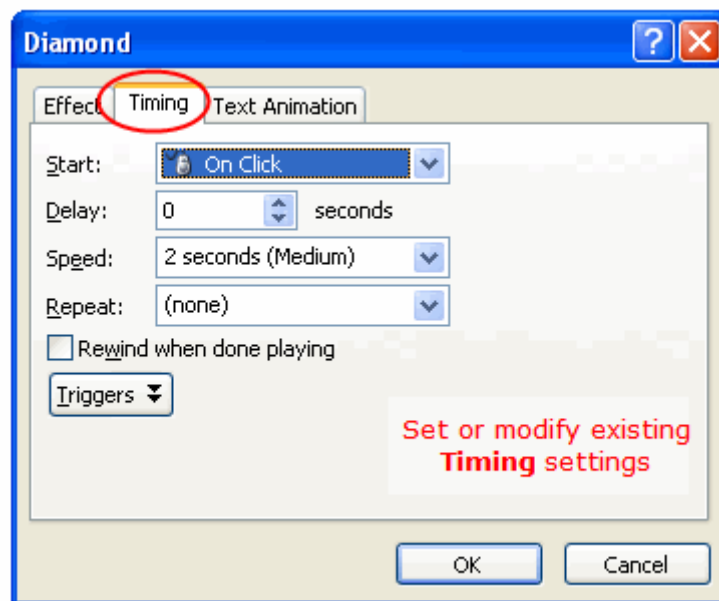 Diamond
Effect Timing Text Animation
Start: On Click
Delay: 0 seconds
Speed: 2 seconds (Medium)
Repeat: (none)
Rewind when done playing
Triggers
Set or modify existing
Timing settings
OK Cancel